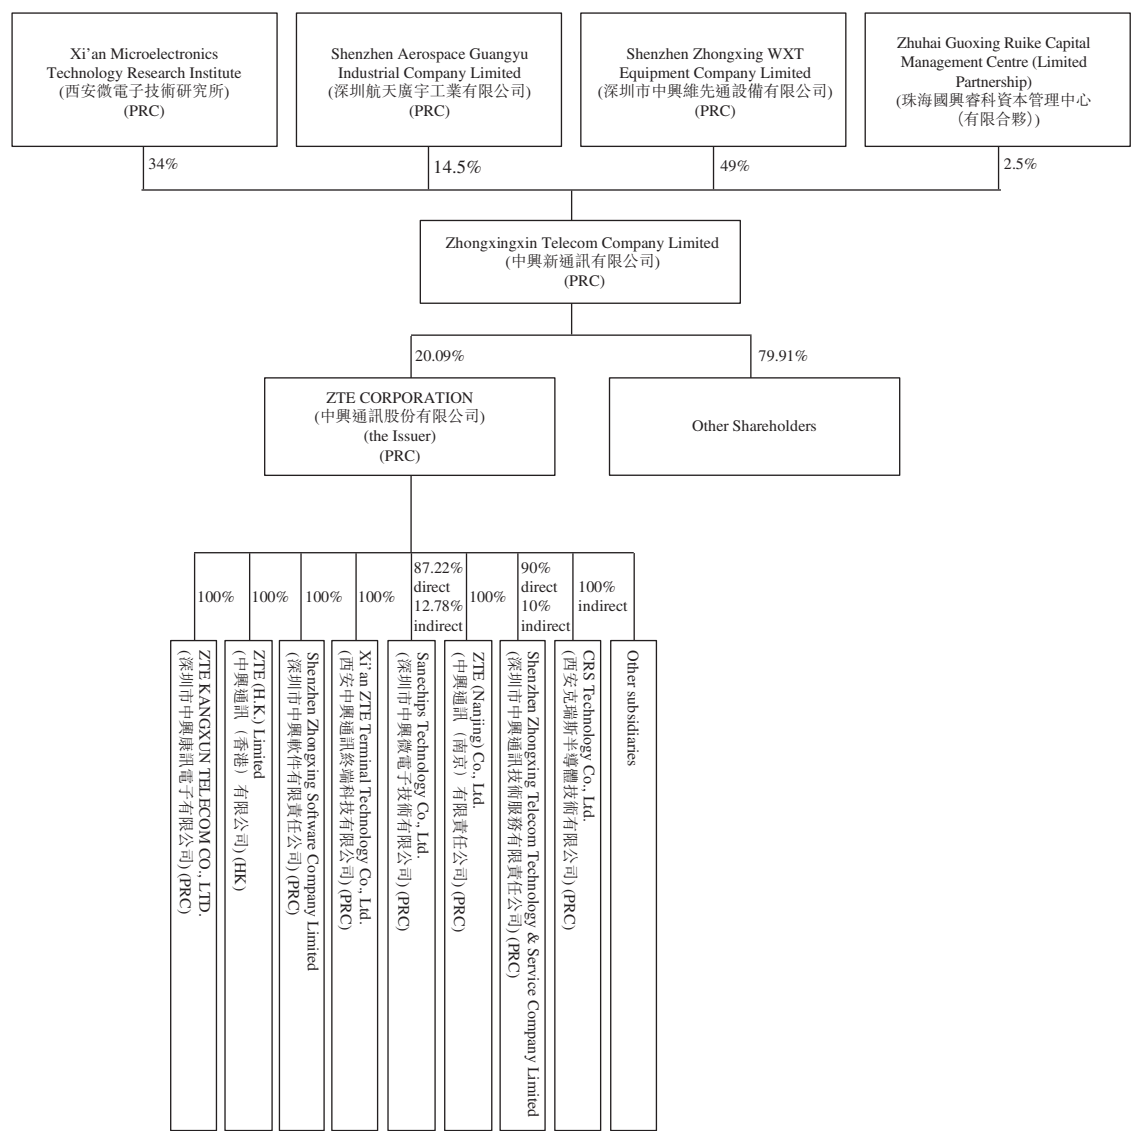 Xi'an Microelectronics
Technology Research Institute
(西安微電子技術研究所)
(PRC)
Shenzhen Aerospace Guangyu
Industrial Company Limited
(深圳航天廣宇工業有限公司)
(PRC)
Shenzhen Zhongxing WXT
Equipment Company Limited
(深圳市中興維先通設備有限公司)
(PRC)
Zhuhai Guoxing Ruike Capital
Management Centre (Limited
Partnership)
(珠海國興睿科資本管理中心
（有限合夥）)
34%
14.5%
49%
2.5%
Zhongxingxin Telecom Company Limited
(中興新通訊有限公司)
(PRC)
20.09%
79.91%
ZTE CORPORATION
(中興通訊股份有限公司)
(the Issuer)
(PRC)
Other Shareholders
100%
100%
100%
100%
87.22%
direct
12.78%
indirect
100%
90%
direct
10%
indirect
100%
indirect
ZTE KANGXUN TELECOM CO., LTD.
(深圳市中興康訊電子有限公司) (PRC)
ZTE (H.K.) Limited
(中興通訊（香港）有限公司) (HK)
Shenzhen Zhongxing Software Company Limited
(深圳市中興軟件有限責任公司) (PRC)
Xi'an ZTE Terminal Technology Co., Ltd.
(西安中興通訊終端科技有限公司) (PRC)
Sanechips Technology Co., Ltd.
(深圳市中興微電子技術有限公司) (PRC)
ZTE (Nanjing) Co., Ltd.
(中興通訊（南京）有限責任公司) (PRC)
Shenzhen Zhongxing Telecom Technology & Service Company Limited
(深圳市中興通訊技術服務有限責任公司) (PRC)
CRS Technology Co., Ltd.
(西安克瑞斯半導體技術有限公司) (PRC)
Other subsidiaries